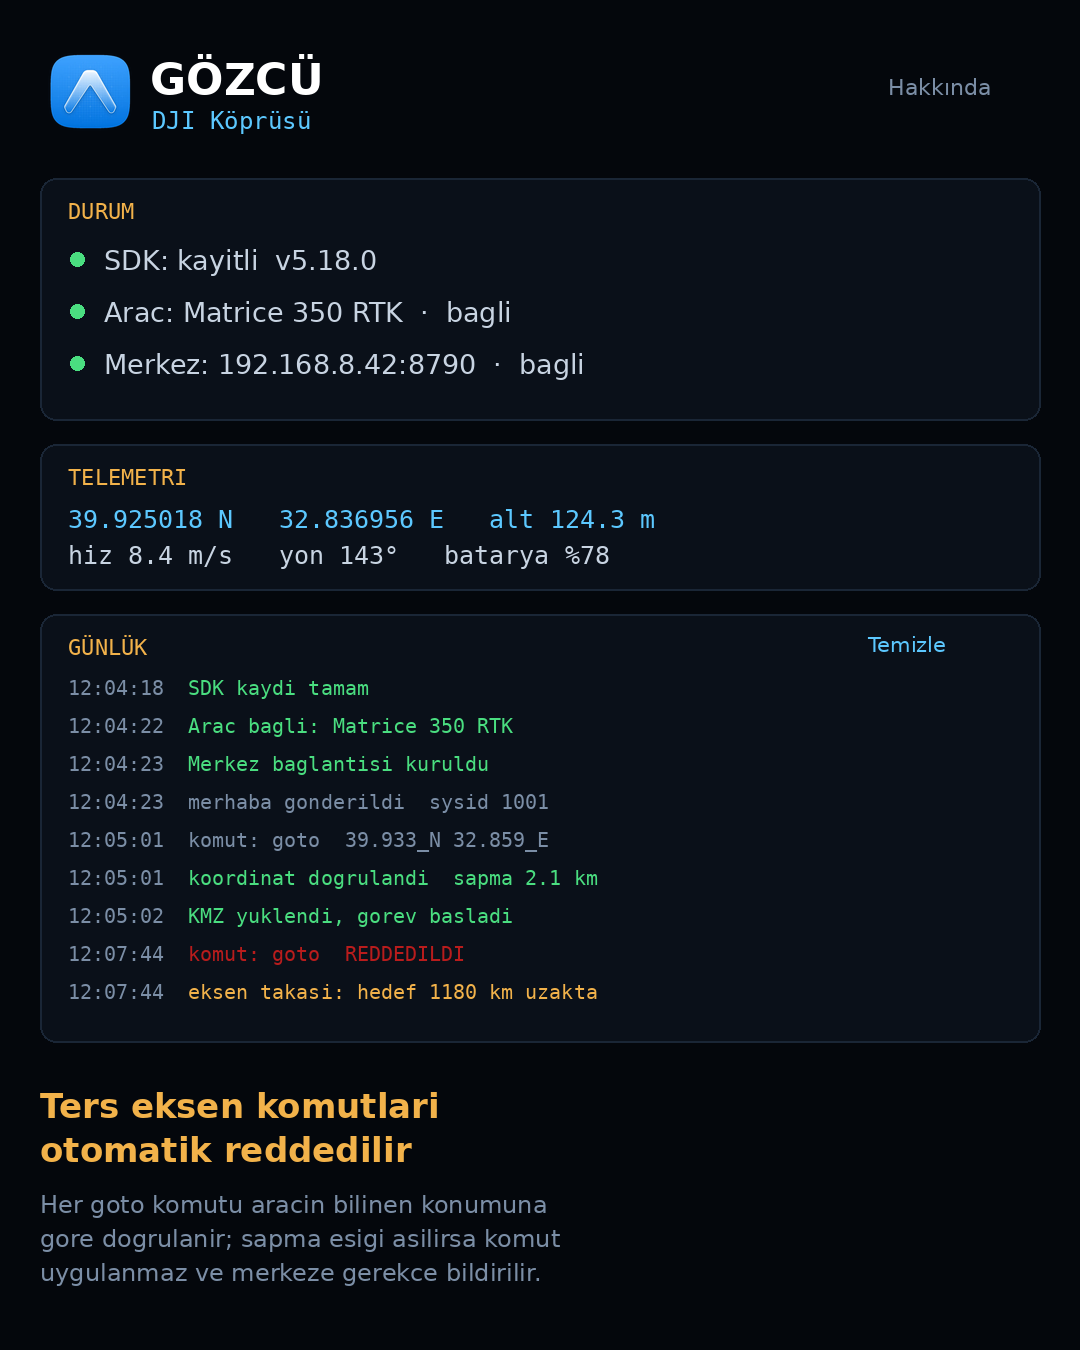 GÖZCÜ
DJI Köprüsü
Hakkında
DURUM
SDK: kayitli v5.18.0
Arac: Matrice 350 RTK · bagli
Merkez: 192.168.8.42:8790 · bagli
TELEMETRI
39.925018 N 32.836956 E alt 124.3 m
hiz 8.4 m/s yon 143° batarya %78
GÜNLÜK
Temizle
12:04:18 SDK kaydi tamam
12:04:22 Arac bagli: Matrice 350 RTK
12:04:23 Merkez baglantisi kuruldu
12:04:23 merhaba gonderildi sysid 1001
12:05:01 komut: goto 39.933_N 32.859_E
12:05:01 koordinat dogrulandi sapma 2.1 km
12:05:02 KMZ yuklendi, gorev basladi
12:07:44 komut: goto REDDEDILDI
12:07:44 eksen takasi: hedef 1180 km uzakta
Ters eksen komutlari
otomatik reddedilir
Her goto komutu aracin bilinen konumuna
gore dogrulanir; sapma esigi asilirsa komut
uygulanmaz ve merkeze gerekce bildirilir.